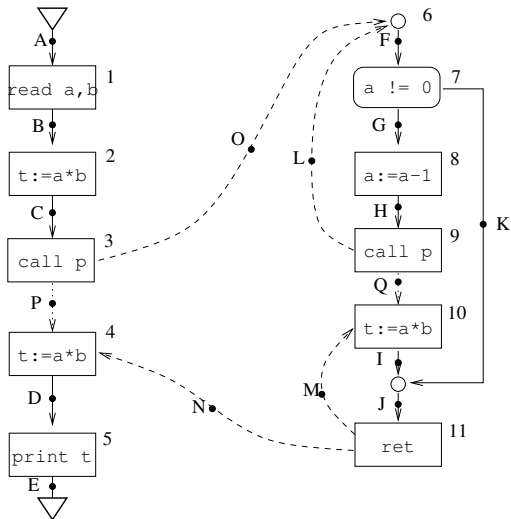 A
1
read a,b
B
2
t:=a*b
C
3
call p
P
4
t:=a*b
D
5
print t
E
O
N
6
F
7
a != 0
G
8
a:=a-1
H
9
call p
Q
10
t:=a*b
I
J
11
ret
L
M
K